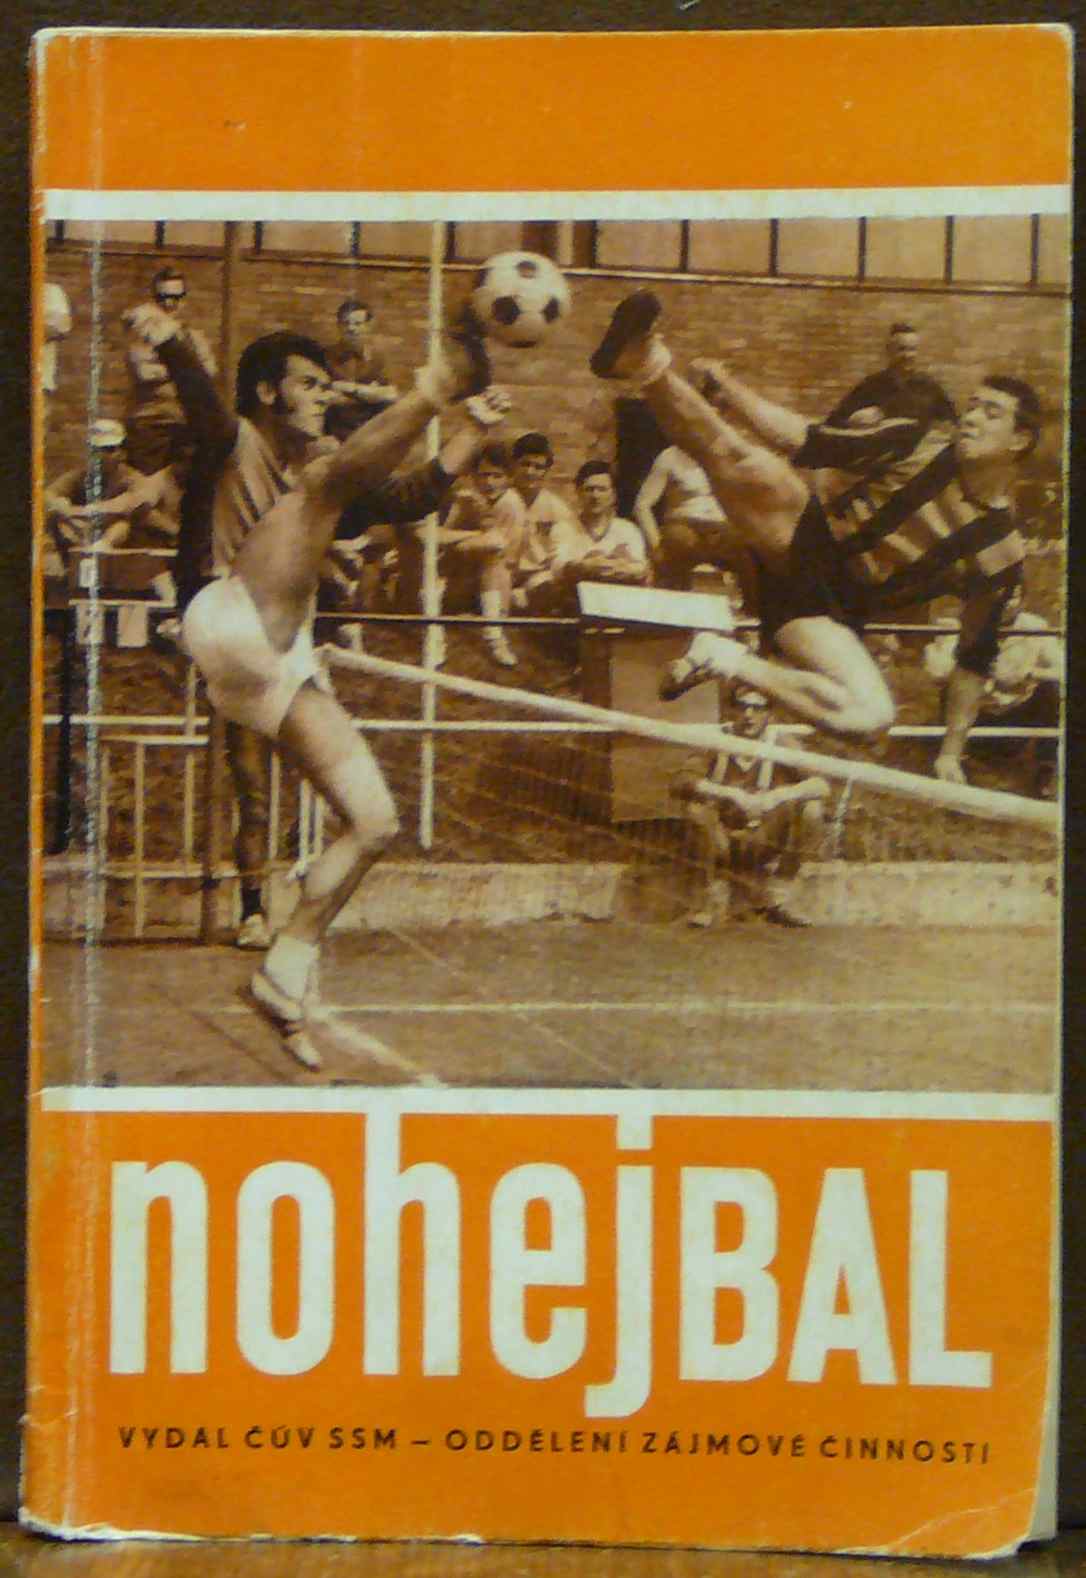 nohejBAL
VYDAL ČÚV SSM – ODDĚLENÍ ZÁJMOVÉ ČINNOSTI